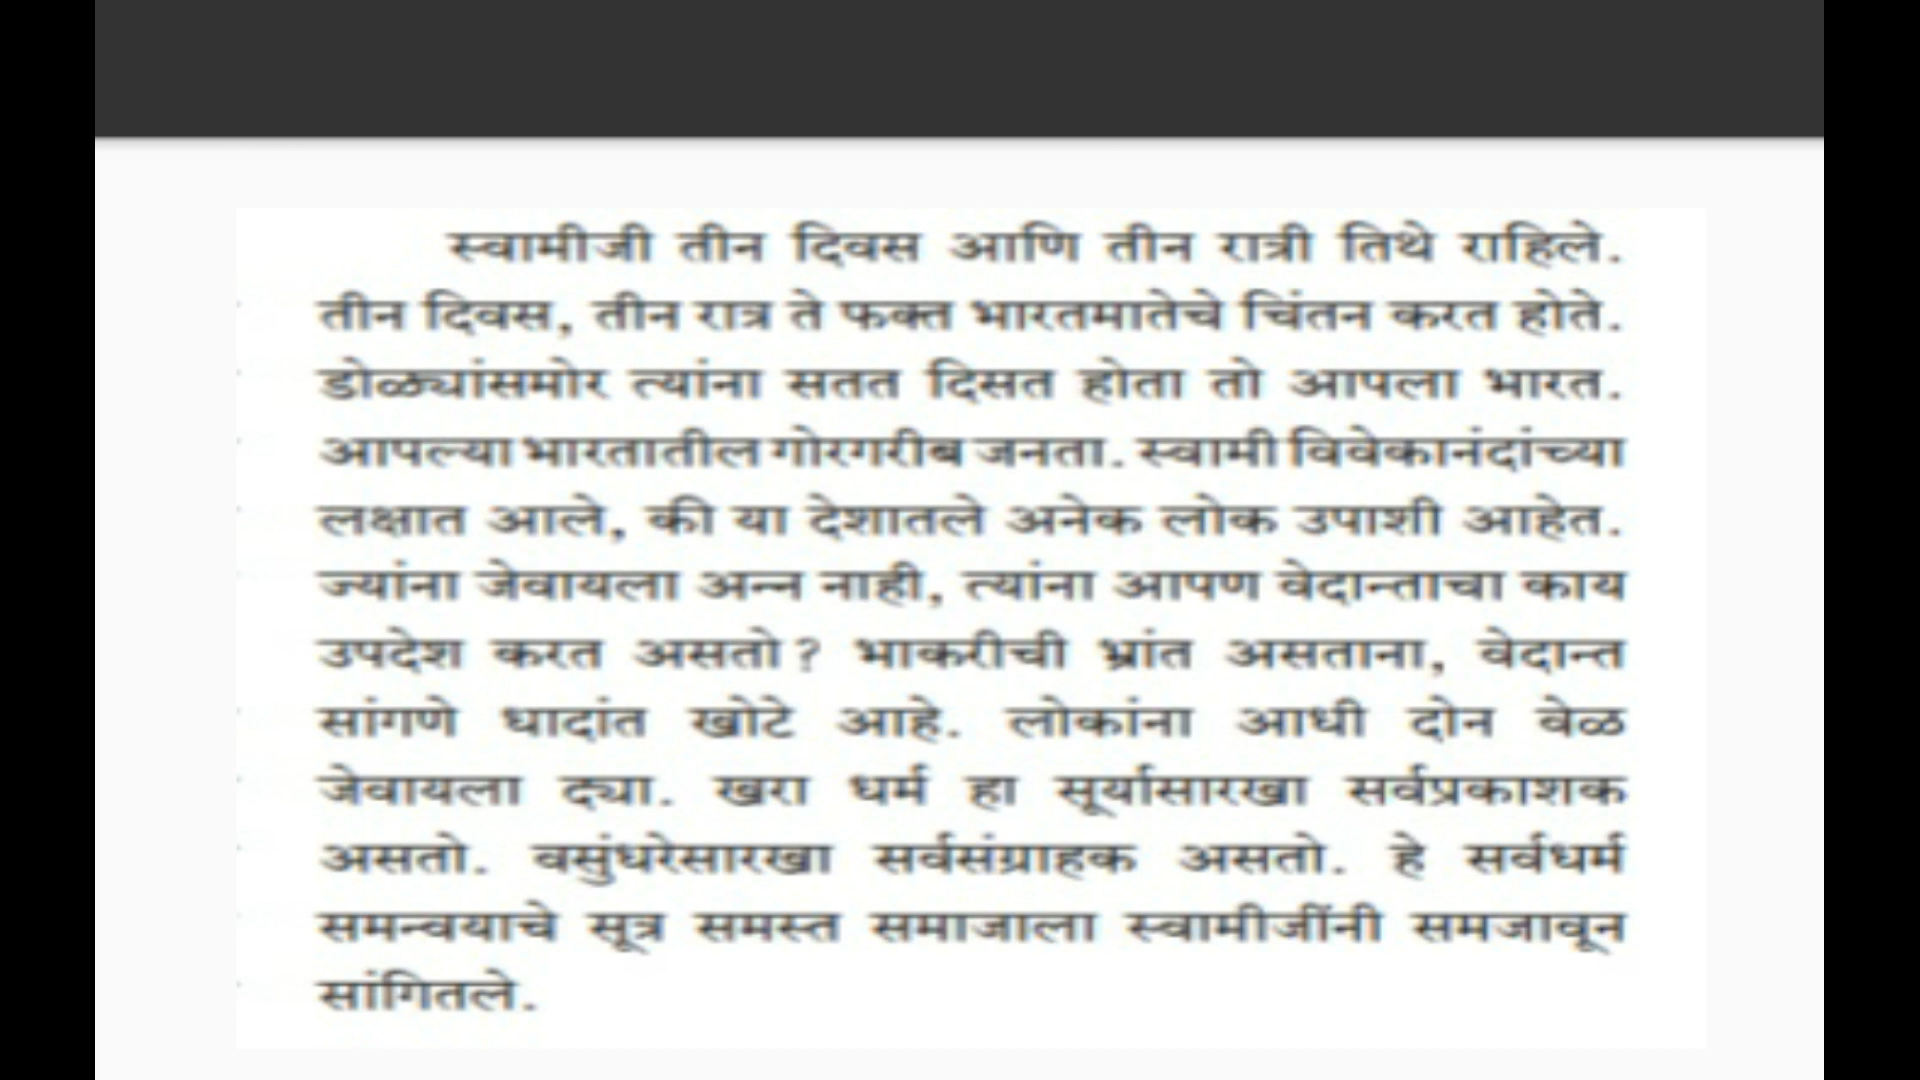 स्वामीजी तीन दिवस आणि तीन रात्री तिथे राहिले.
तीन दिवस, तीन रात्र ते फक्त भारतमातेचे चिंतन करत होते.
डोळ्यांसमोर त्यांना सतत दिसत होता तो आपला भारत.
आपल्या भारतातील गोरगरीब जनता. स्वामी विवेकानंदांच्या
लक्षात आले, की या देशातले अनेक लोक उपाशी आहेत.
ज्यांना जेवायला अन्न नाही, त्यांना आपण वेदान्ताचा काय
उपदेश करत असतो? भाकरीची भ्रांत असताना, वेदान्त
सांगणे धादांत खोटे आहे. लोकांना आधी दोन वेळ
जेवायला द्या. खरा धर्म हा सूर्यासारखा सर्वप्रकाशक
असतो. वसुंधरेसारखा सर्वसंग्राहक असतो. हे सर्वधर्म
समन्वयाचे सूत्र समस्त समाजाला स्वामीजींनी समजावून
सांगितले.